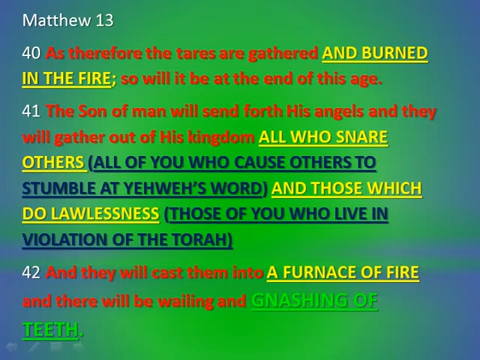 Matthew 13
40 As therefore the tares are gathered AND BURNED
IN THE FIRE; so will it be at the end of this age.
41 The Son of man will send forth His angels and they
will gather out of His kingdom ALL WHO SNARE
OTHERS (ALL OF YOU WHO CAUSE OTHERS TO
STUMBLE AT YEHWEH'S WORD) AND THOSE WHICH
DO LAWLESSNESS (THOSE OF YOU WHO LIVE IN
VIOLATION OF THE TORAH)
42 And they will cast them into A FURNACE OF FIRE
and there will be wailing and GNASHING OF
TEETH.